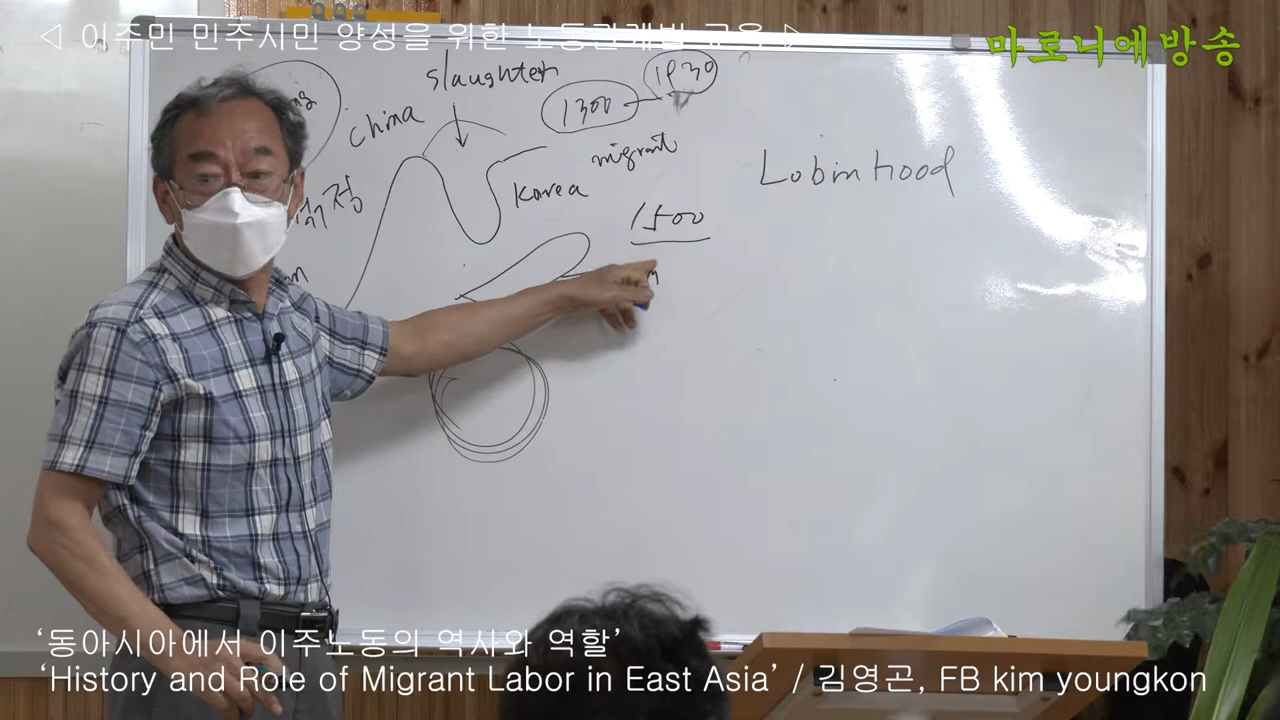 ◁ 이주민 민주시민 양성을 위한 노동관계법 교육 ▷
마로니에방송
slaughter
1300
china
migrant
Korea
Lobin hood
1500
‘동아시아에서 이주노동의 역사와 역할’
‘History and Role of Migrant Labor in East Asia’ / 김영곤, FB kim youngkon